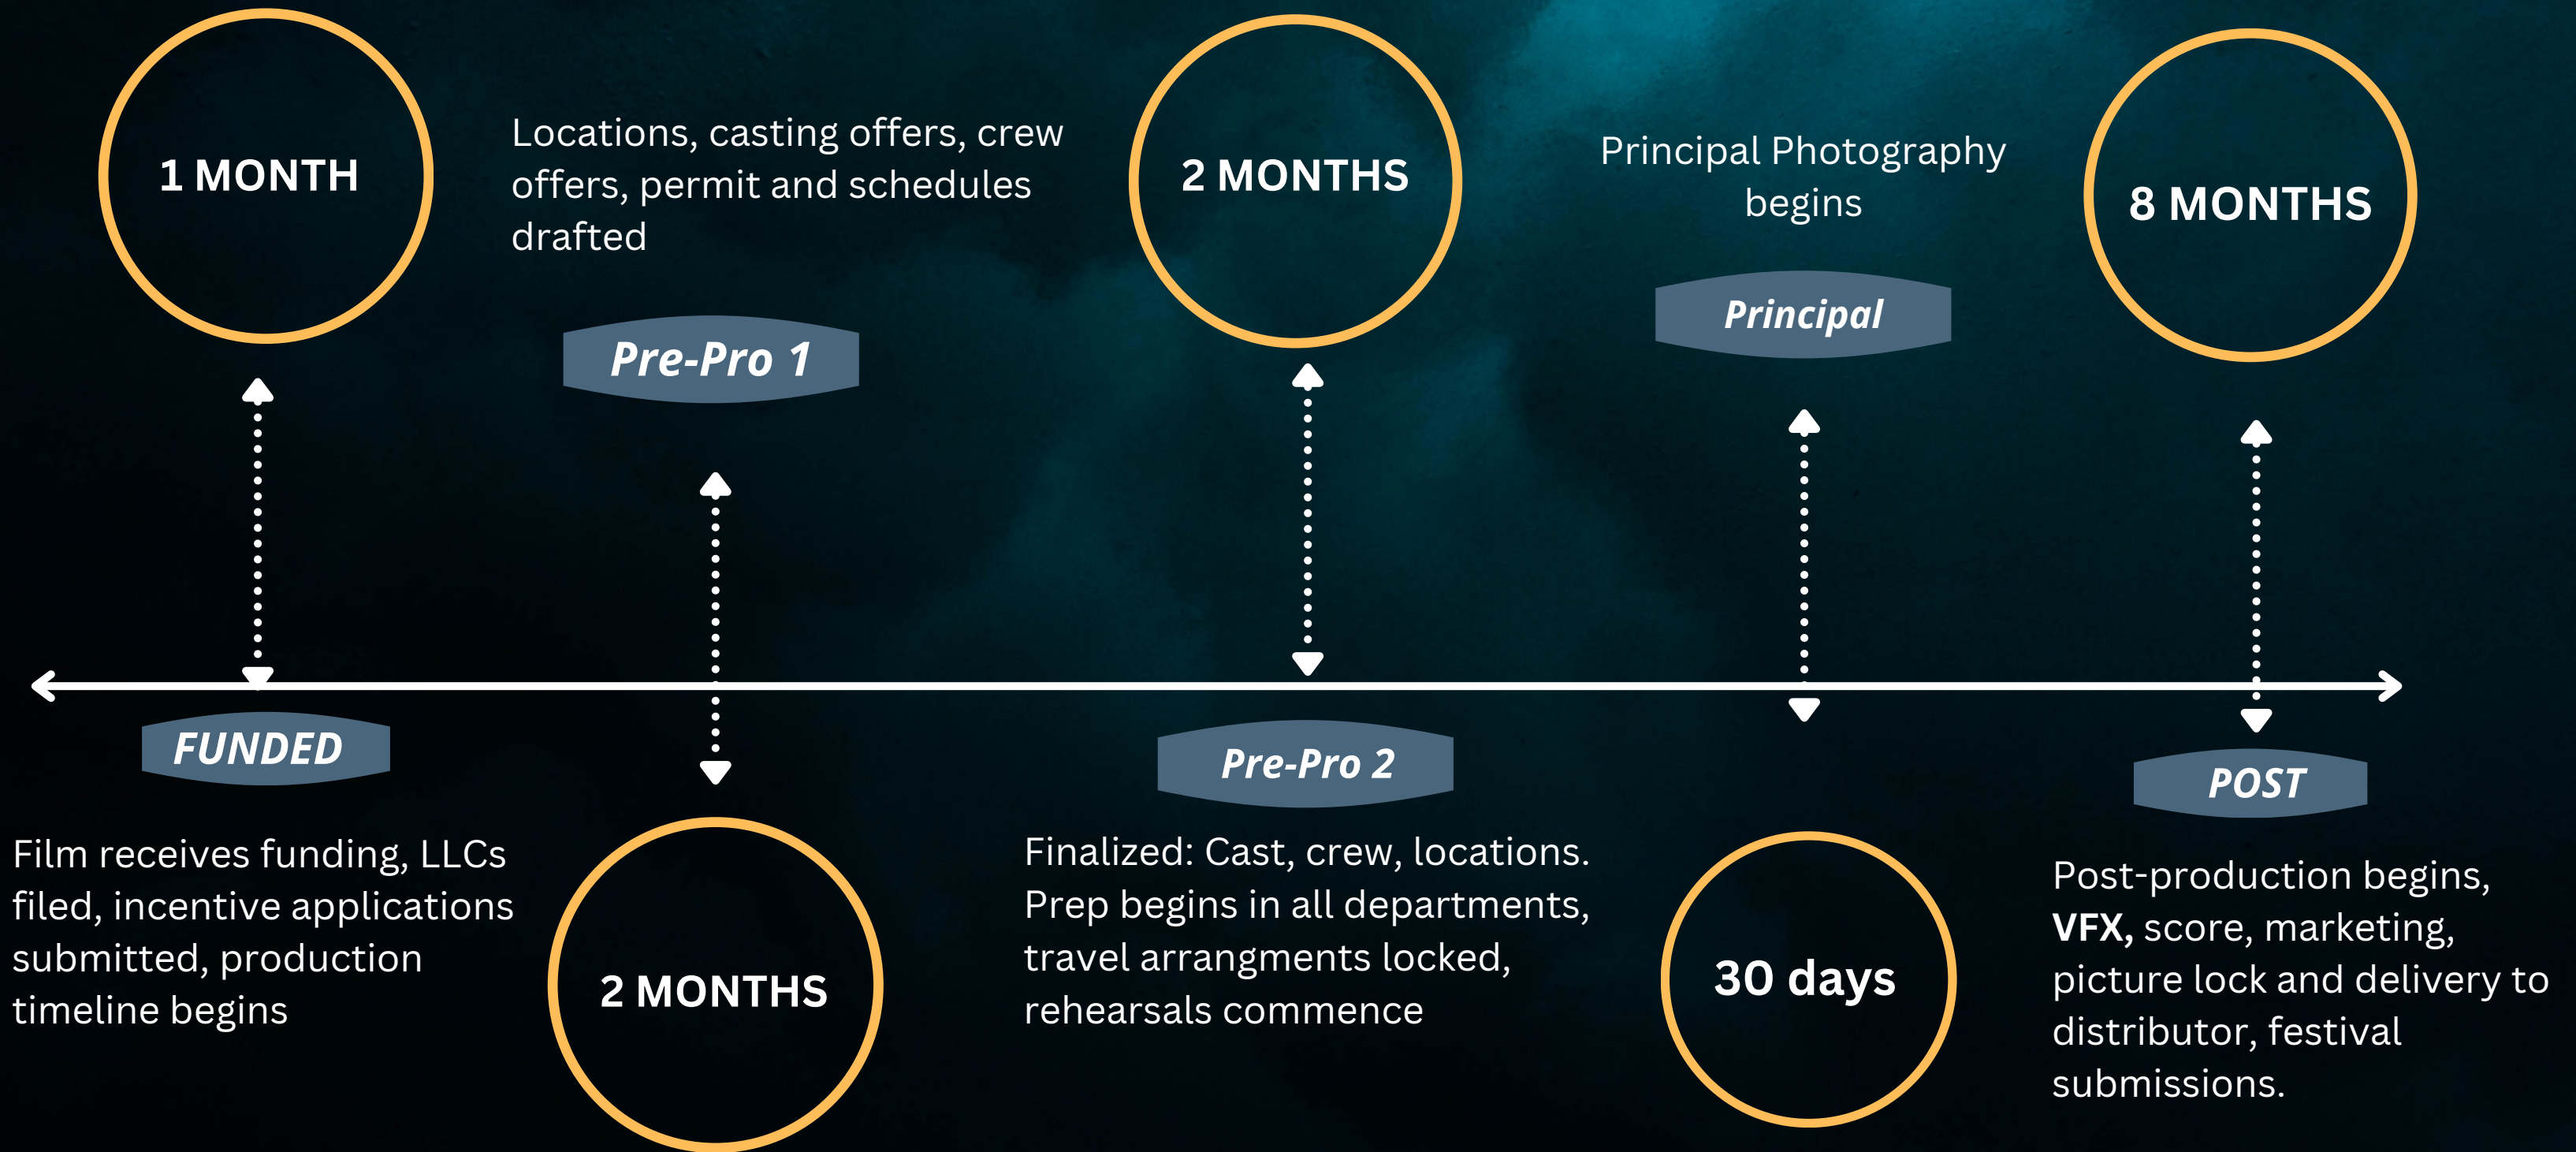 1 MONTH
FUNDED
Film receives funding, LLCs
filed, incentive applications
submitted, production
timeline begins
Locations, casting offers, crew
offers, permit and schedules
drafted
Pre-Pro 1
2 MONTHS
2 MONTHS
Pre-Pro 2
Finalized: Cast, crew, locations.
Prep begins in all departments,
travel arrangments locked,
rehearsals commence
Principal Photography
begins
Principal
30 days
8 MONTHS
POST
Post-production begins,
VFX, score, marketing,
picture lock and delivery to
distributor, festival
submissions.